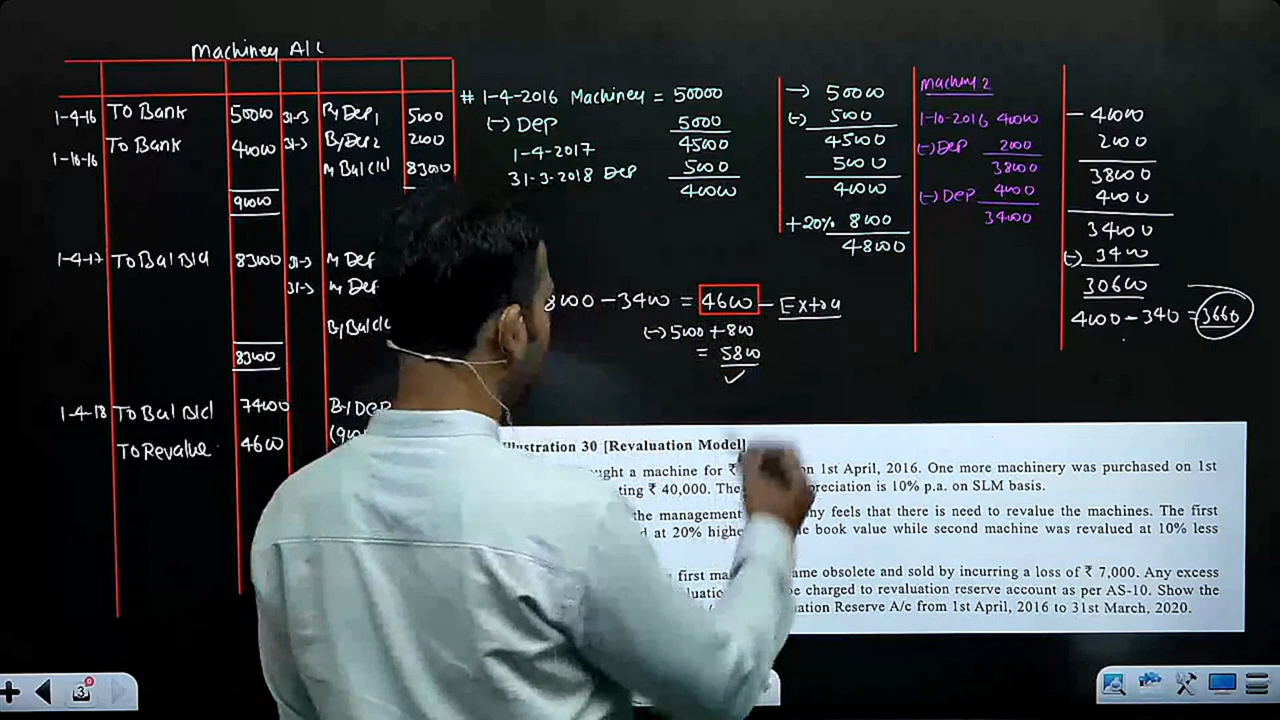 Machinery A/C
1-4-16 To Bank 50000 31-3 By Dep1 5000
1-10-16 To Bank 40000 31-3 By Dep2 2000
By Bal c/d 83000
90000
1-4-17 To Bal B/d 83000 31-3 By Dep
31-3 By Dep
By Bal c/d
83000
1-4-18 To Bal B/d 74000 By Dep
To Revalue 4600
# 1-4-2016 Machinery = 50000
(-) Dep 5000
1-4-2017 45000
31-3-2018 Dep 5000
40000
→ 50000
(-) 5000
45000
5000
40000
+20% 8000
48000
Machinery 2
1-10-2016 40000
(-) Dep 2000
38000
(-) Dep 4000
34000
- 40000
2000
38000
4000
34000
(-) 3400
30600
4000 - 340 = 3660
8000 - 3400 = 4600 - Extra
(-) 5000 + 800
= 5800
✓
Illustration 30 [Revaluation Model]
ught a machine for ₹ on 1st April, 2016. One more machinery was purchased on 1st
ting ₹ 40,000. The preciation is 10% p.a. on SLM basis.
the management ny feels that there is need to revalue the machines. The first
d at 20% highe e book value while second machine was revalued at 10% less
first ma ame obsolete and sold by incurring a loss of ₹ 7,000. Any excess
luatio be charged to revaluation reserve account as per AS-10. Show the
uation Reserve A/c from 1st April, 2016 to 31st March, 2020.
3
0